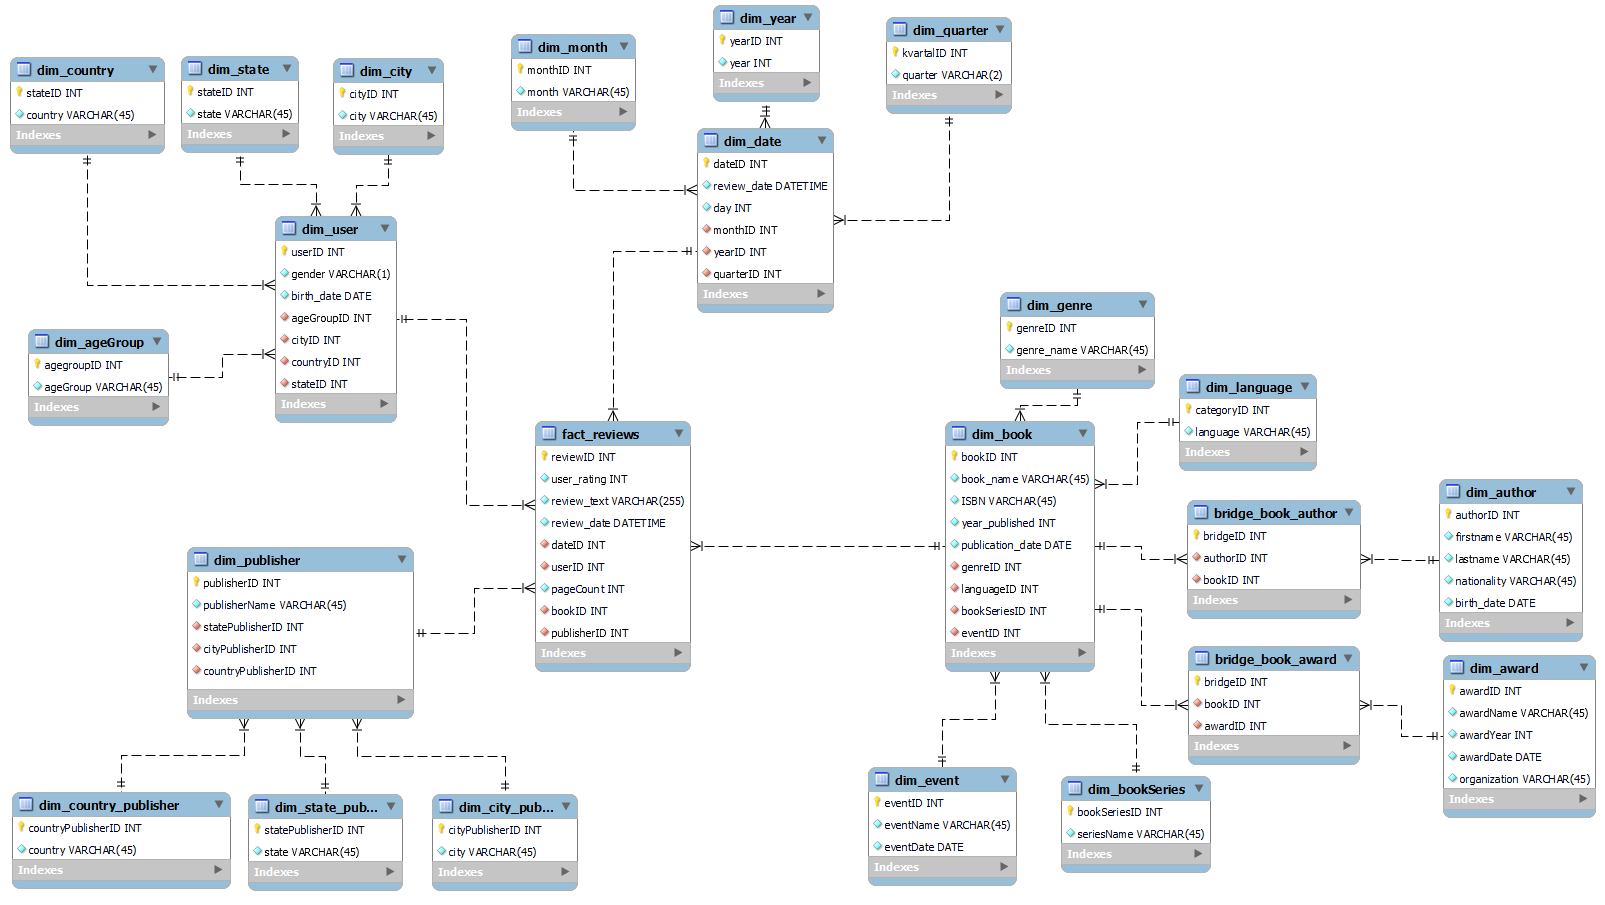 dim_country
stateID INT
country VARCHAR(45)
Indexes
dim_state
stateID INT
state VARCHAR(45)
Indexes
dim_city
cityID INT
city VARCHAR(45)
Indexes
dim_month
monthID INT
month VARCHAR(45)
Indexes
dim_year
yearID INT
year INT
Indexes
dim_quarter
kvartalID INT
quarter VARCHAR(2)
Indexes
dim_date
dateID INT
review_date DATETIME
day INT
monthID INT
yearID INT
quarterID INT
Indexes
dim_user
userID INT
gender VARCHAR(1)
birth_date DATE
ageGroupID INT
cityID INT
countryID INT
stateID INT
Indexes
dim_ageGroup
agegroupID INT
ageGroup VARCHAR(45)
Indexes
dim_genre
genreID INT
genre_name VARCHAR(45)
Indexes
dim_language
categoryID INT
language VARCHAR(45)
Indexes
fact_reviews
reviewID INT
user_rating INT
review_text VARCHAR(255)
review_date DATETIME
dateID INT
userID INT
pageCount INT
bookID INT
publisherID INT
Indexes
dim_book
bookID INT
book_name VARCHAR(45)
ISBN VARCHAR(45)
year_published INT
publication_date DATE
genreID INT
languageID INT
bookSeriesID INT
eventID INT
Indexes
bridge_book_author
bridgeID INT
authorID INT
bookID INT
Indexes
dim_author
authorID INT
firstname VARCHAR(45)
lastname VARCHAR(45)
nationality VARCHAR(45)
birth_date DATE
Indexes
dim_publisher
publisherID INT
publisherName VARCHAR(45)
statePublisherID INT
cityPublisherID INT
countryPublisherID INT
Indexes
bridge_book_award
bridgeID INT
bookID INT
awardID INT
Indexes
dim_award
awardID INT
awardName VARCHAR(45)
awardYear INT
awardDate DATE
organization VARCHAR(45)
Indexes
dim_country_publisher
countryPublisherID INT
country VARCHAR(45)
Indexes
dim_state_pub...
statePublisherID INT
state VARCHAR(45)
Indexes
dim_city_pub...
cityPublisherID INT
city VARCHAR(45)
Indexes
dim_event
eventID INT
eventName VARCHAR(45)
eventDate DATE
Indexes
dim_bookSeries
bookSeriesID INT
seriesName VARCHAR(45)
Indexes